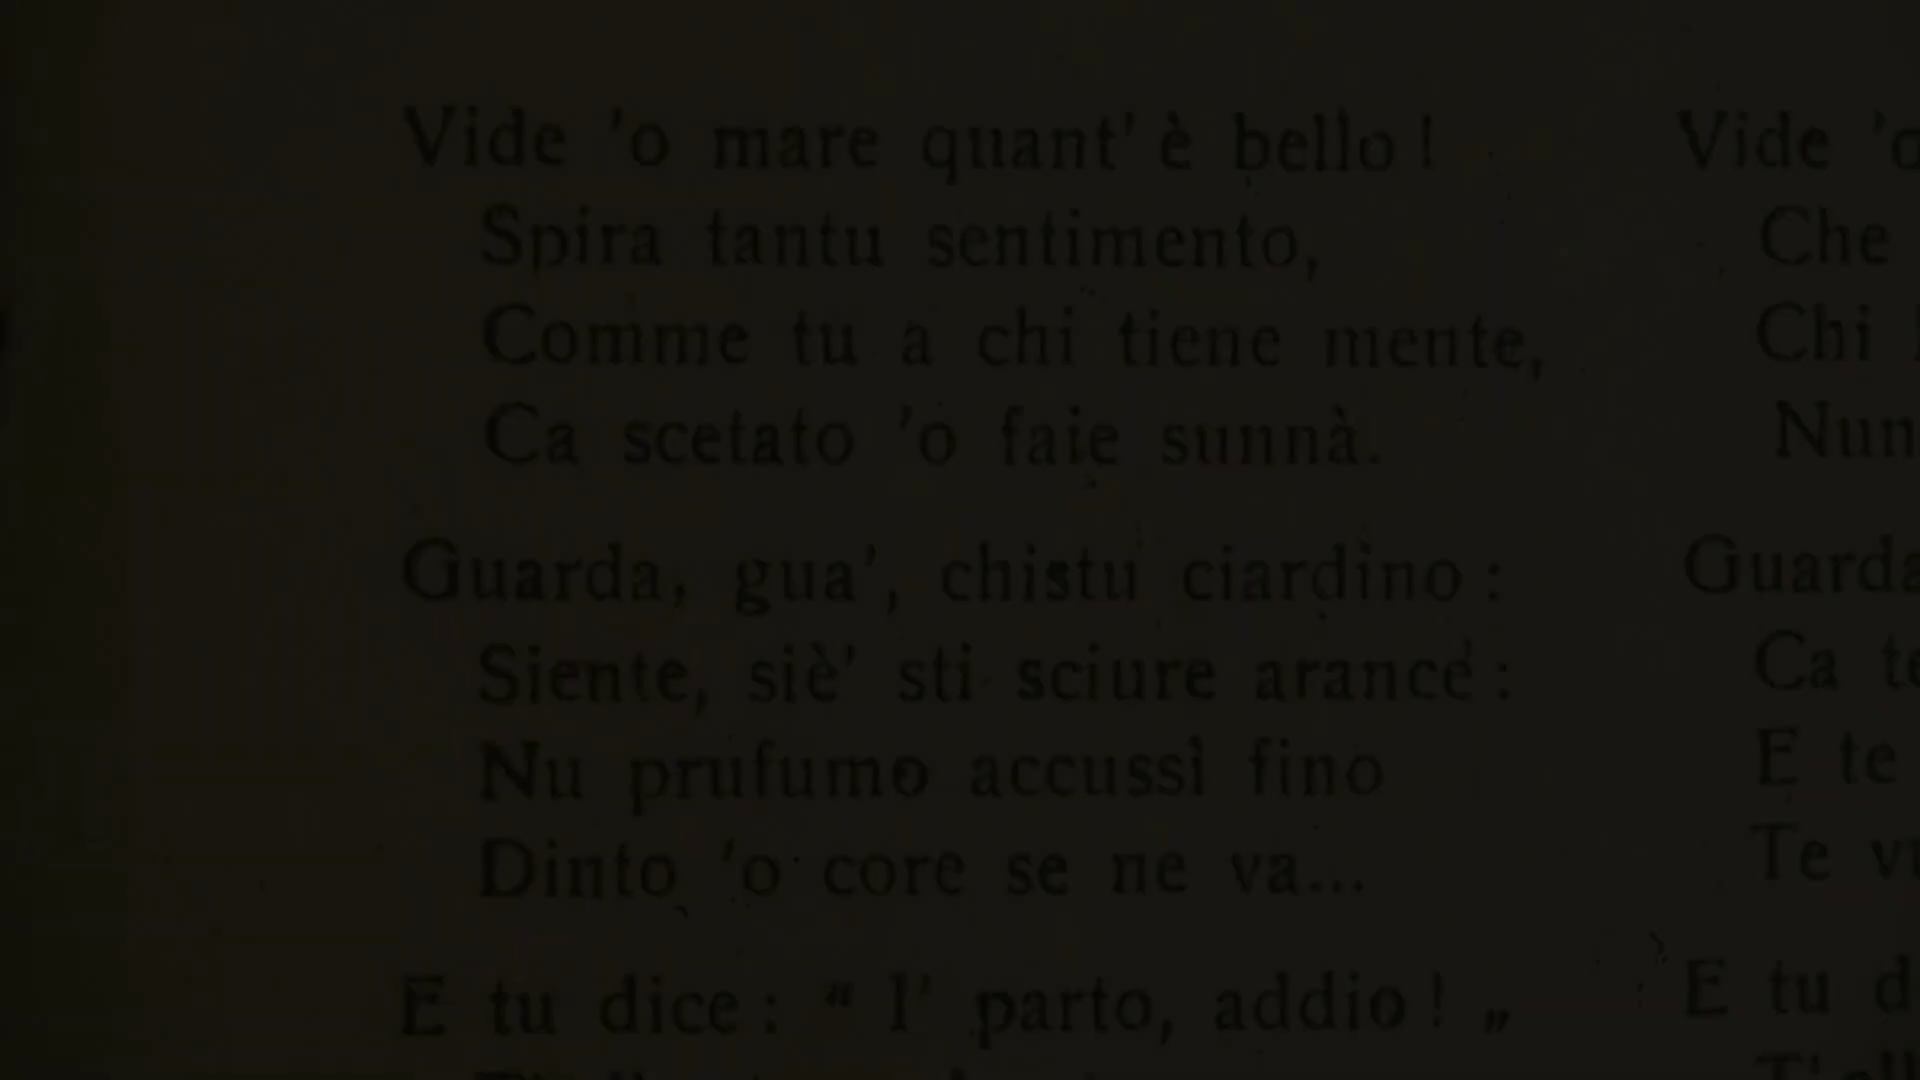 Vide 'o mare quant' è bello!
Spira tantu sentimento,
Comme tu a chi tiene mente,
Ca scetato 'o faie sunnà.
Guarda, gua', chistu ciardino:
Siente, siè' sti sciure arance:
Nu prufumo accussì fino
Dinto 'o core se ne va...
E tu dice: “ I' parto, addio! „
Vide 'o
Che
Chi
Nun
Guarda
Ca
E te
Te
E tu